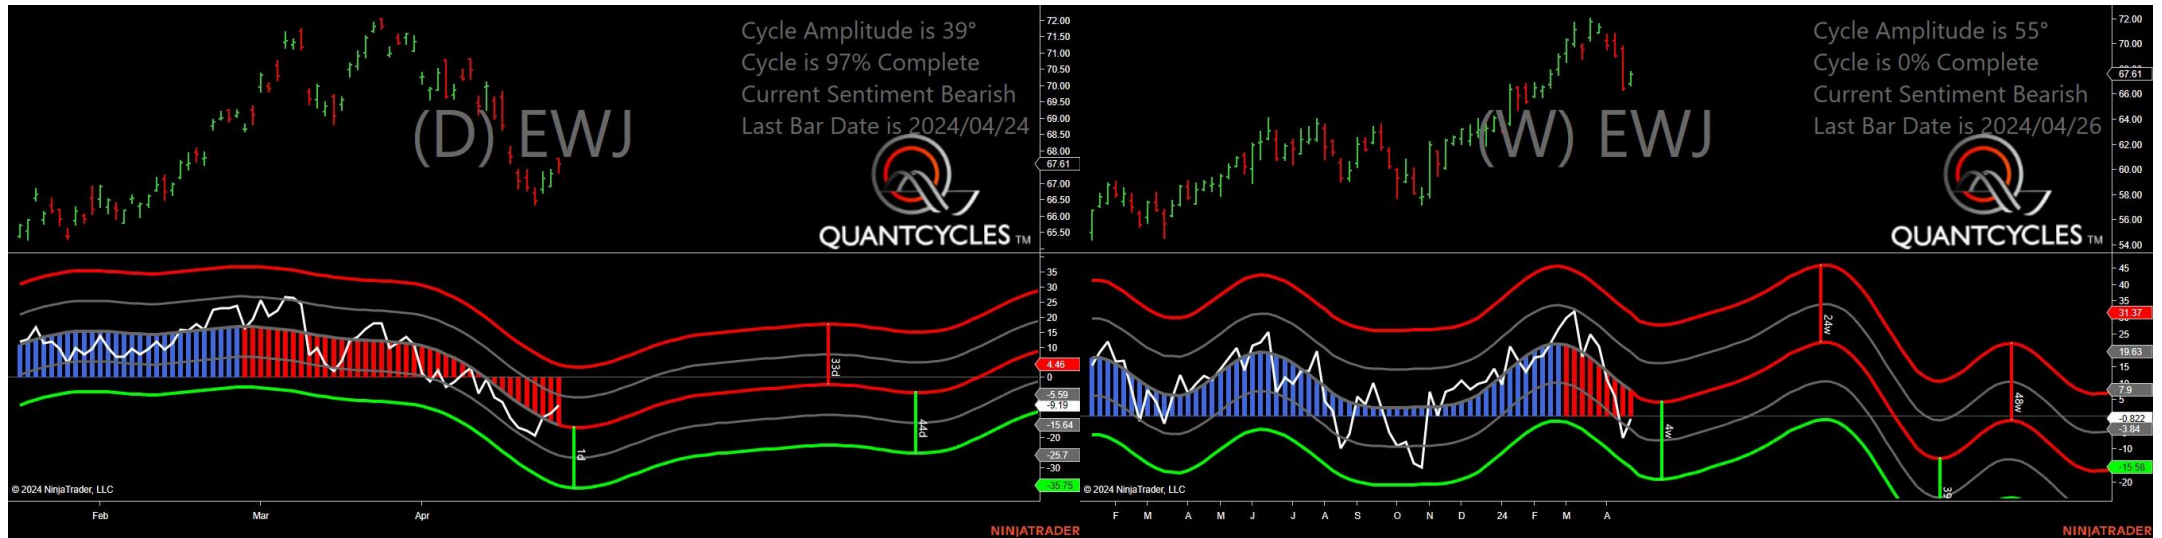 Cycle Amplitude is 39°
Cycle is 97% Complete
Current Sentiment Bearish
Last Bar Date is 2024/04/24
(D) EWJ
QUANTCYCLES TM
72.00
71.50
71.00
70.50
70.00
69.50
69.00
68.50
68.00
67.61
67.00
66.50
66.00
65.50
35
30
25
20
15
10
4.46
0
-5.59
-9.19
-15.64
-20
-25.7
-30
-35.75
33d
44d
1d
© 2024 NinjaTrader, LLC
Feb Mar Apr
NINJATRADER
Cycle Amplitude is 55°
Cycle is 0% Complete
Current Sentiment Bearish
Last Bar Date is 2024/04/26
(W) EWJ
QUANTCYCLES TM
72.00
70.00
67.61
66.00
64.00
62.00
60.00
58.00
56.00
54.00
45
40
35
31.37
25
19.63
15
7.9
5
-0.822
-3.84
-10
-15.58
-20
24w
48w
4w
39
© 2024 NinjaTrader, LLC
F M A M J J A S O N D 24 F M A
NINJATRADER